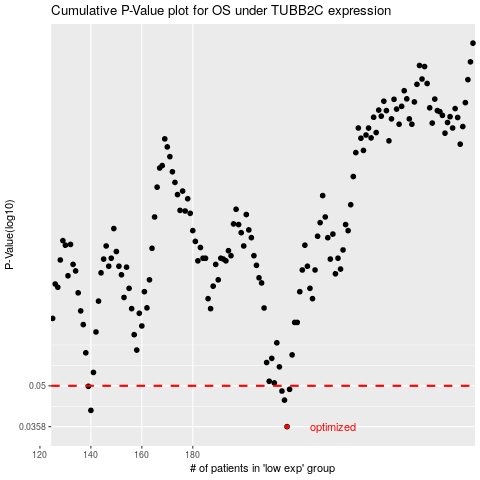 Cumulative P-Value plot for OS under TUBB2C expression
P-Value(log10)
0.05
0.0358
optimized
120 140 160 180
# of patients in 'low exp' group